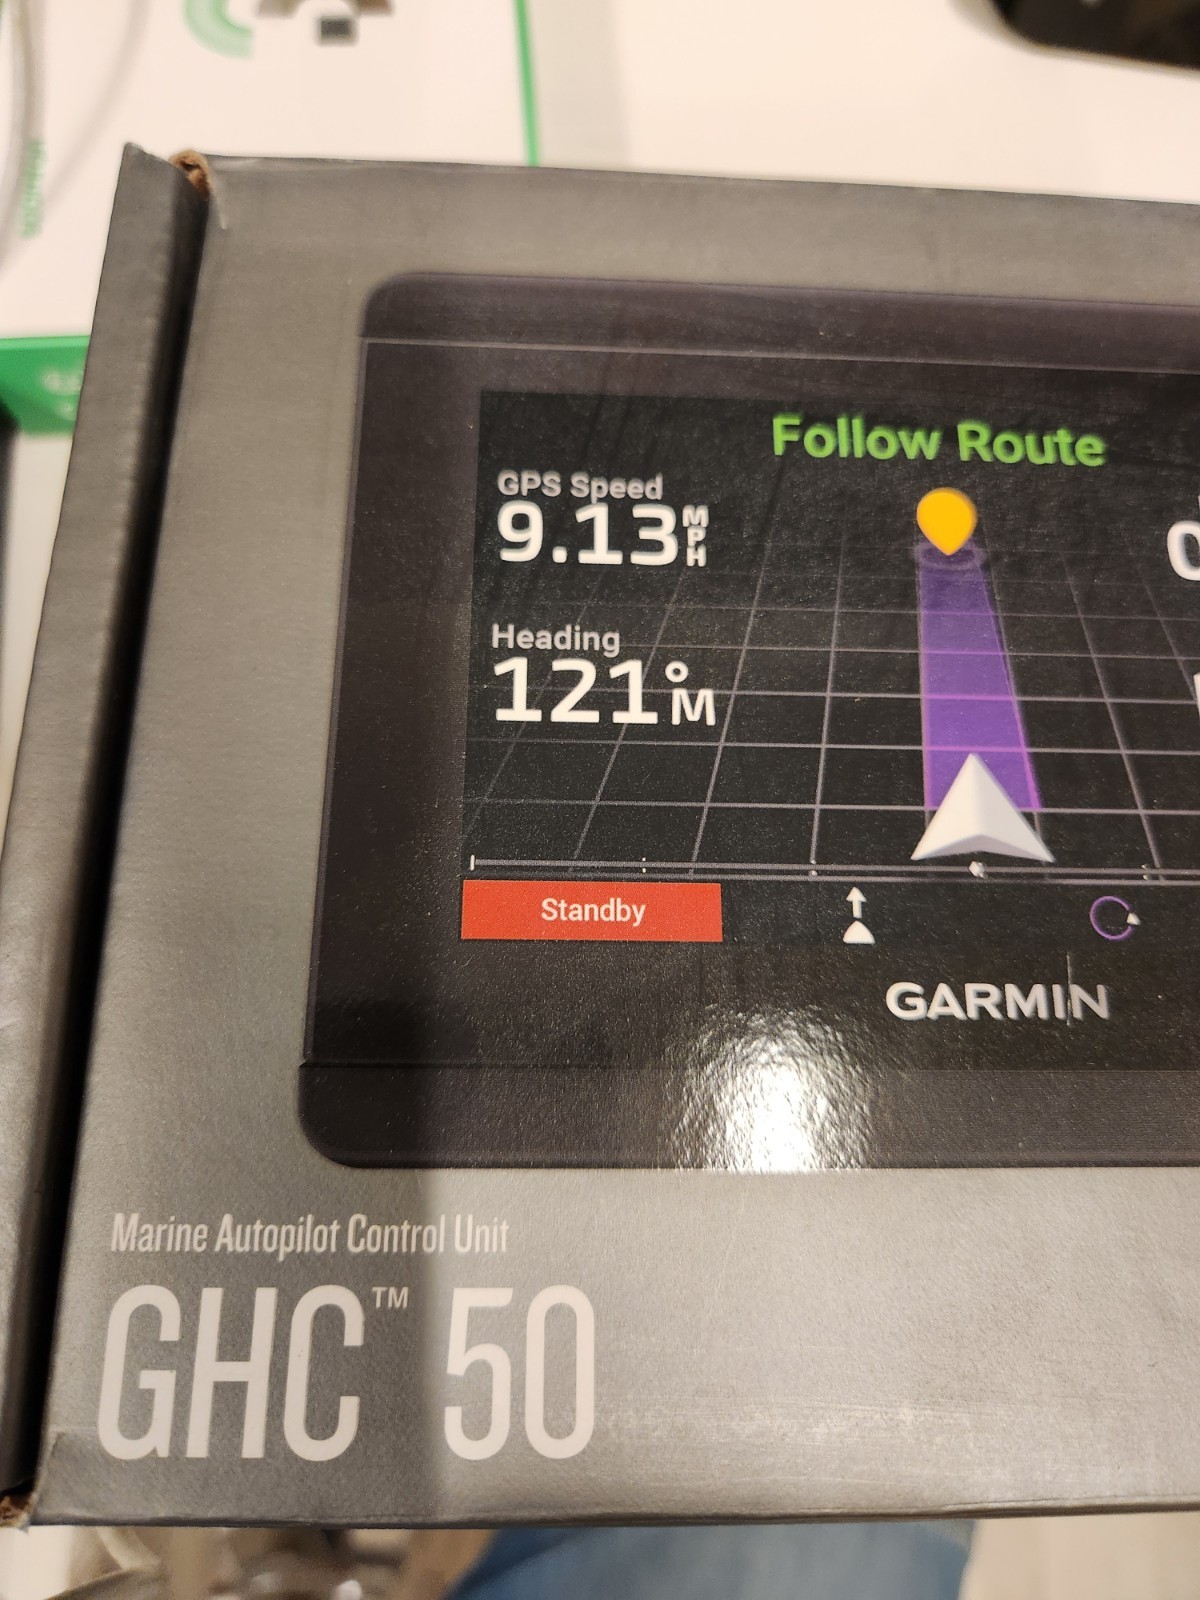 Follow Route
GPS Speed
9.13 MPH
Heading
121°M
Standby
GARMIN
Marine Autopilot Control Unit
GHC™ 50